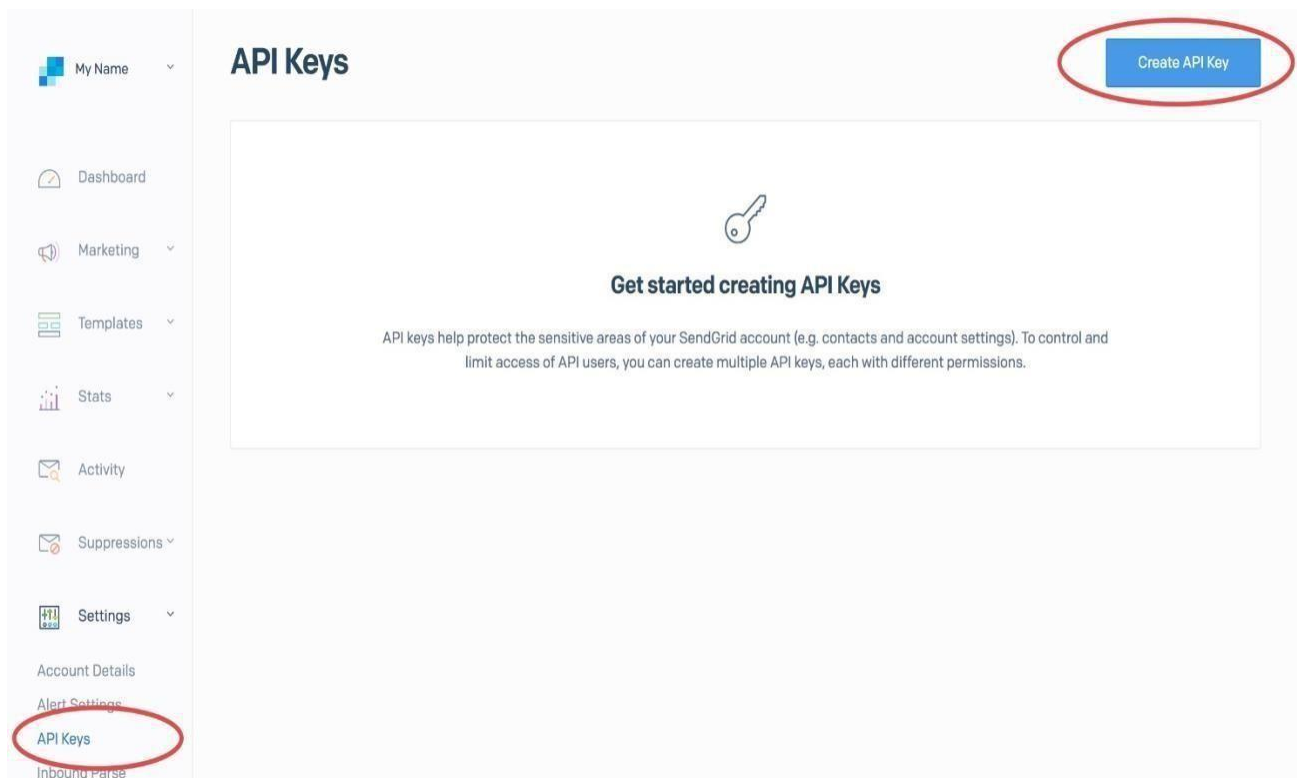 My Name
API Keys
Create API Key
Dashboard
Marketing
Templates
Stats
Activity
Suppressions
Settings
Account Details
Alert Settings
API Keys
Inbound Parse
Get started creating API Keys
API keys help protect the sensitive areas of your SendGrid account (e.g. contacts and account settings). To control and
limit access of API users, you can create multiple API keys, each with different permissions.